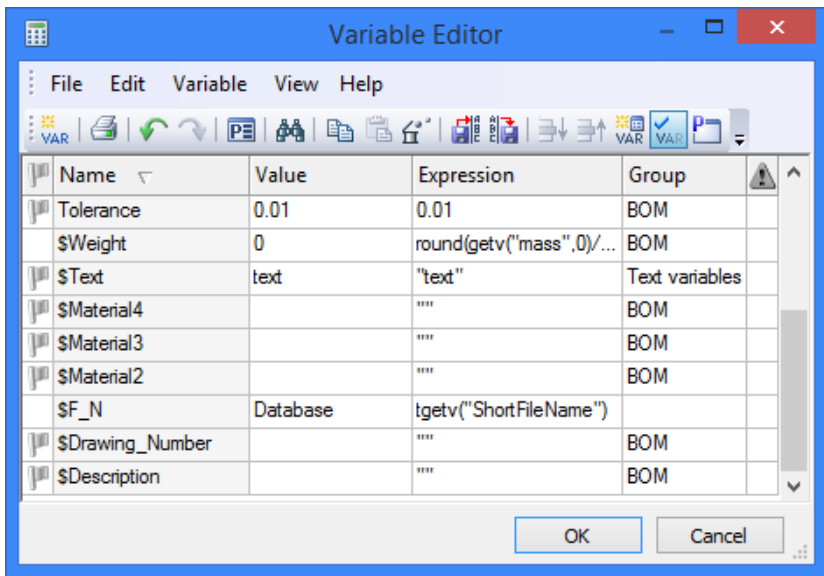 Variable Editor
File Edit Variable View Help
VAR PE VAR VAR P
Name Value Expression Group
Tolerance 0.01 0.01 BOM
$Weight 0 round(getv("mass",0)/... BOM
$Text text "text" Text variables
$Material4 "" BOM
$Material3 "" BOM
$Material2 "" BOM
$F_N Database tgetv("ShortFileName")
$Drawing_Number "" BOM
$Description "" BOM
OK Cancel